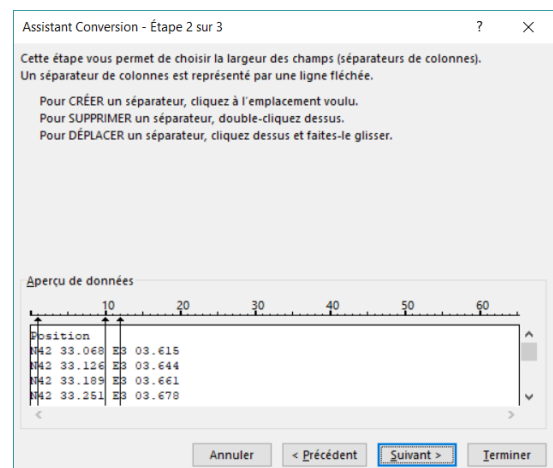 Assistant Conversion - Étape 2 sur 3 ? ×
Cette étape vous permet de choisir la largeur des champs (séparateurs de colonnes).
Un séparateur de colonnes est représenté par une ligne fléchée.
Pour CRÉER un séparateur, cliquez à l'emplacement voulu.
Pour SUPPRIMER un séparateur, double-cliquez dessus.
Pour DÉPLACER un séparateur, cliquez dessus et faites-le glisser.
Aperçu de données
10 20 30 40 50 60
Position
N42 33.068 E3 03.615
N42 33.126 E3 03.644
N42 33.189 E3 03.661
N42 33.251 E3 03.678
Annuler < Précédent Suivant > Terminer